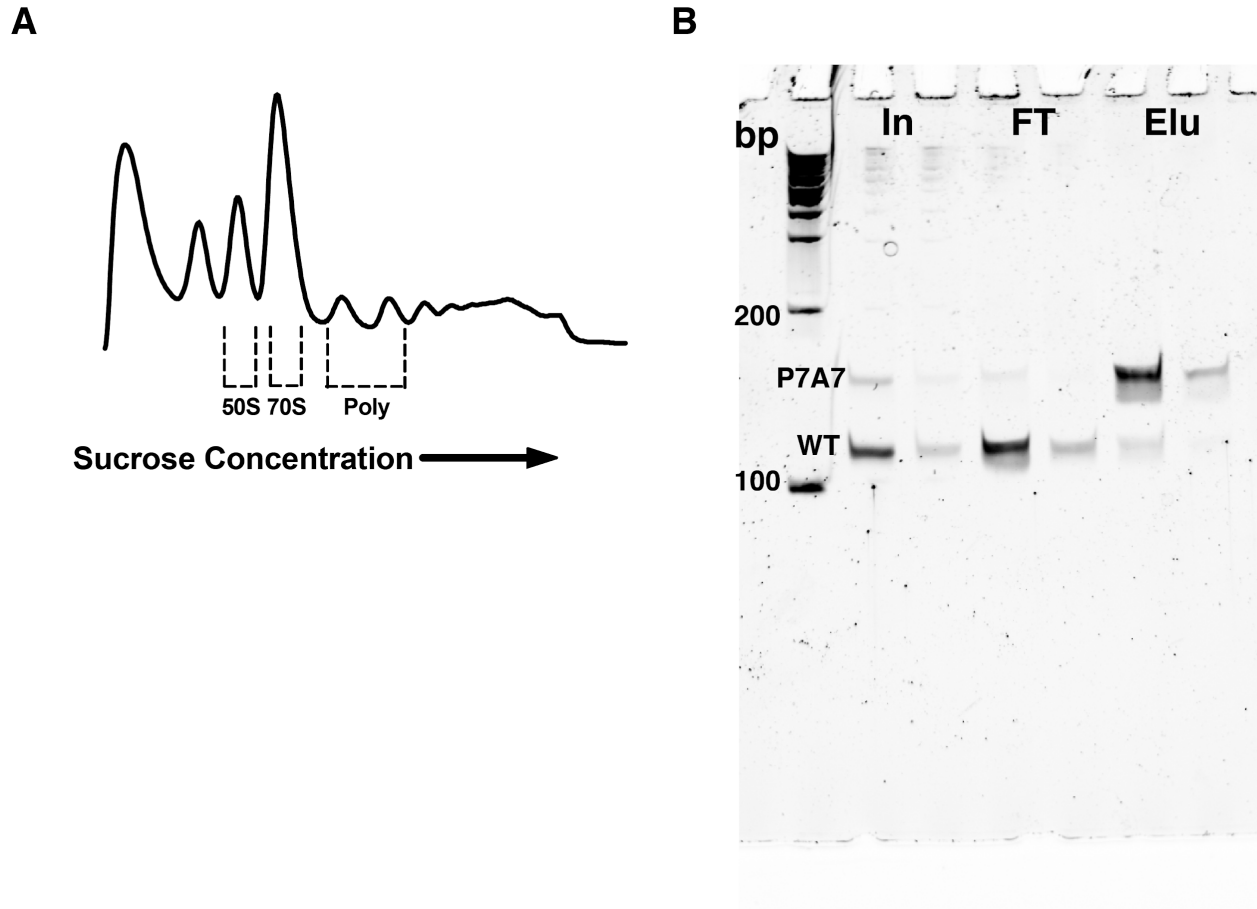 A
50S 70S Poly
Sucrose Concentration
B
In FT Elu
bp
200
P7A7
WT
100